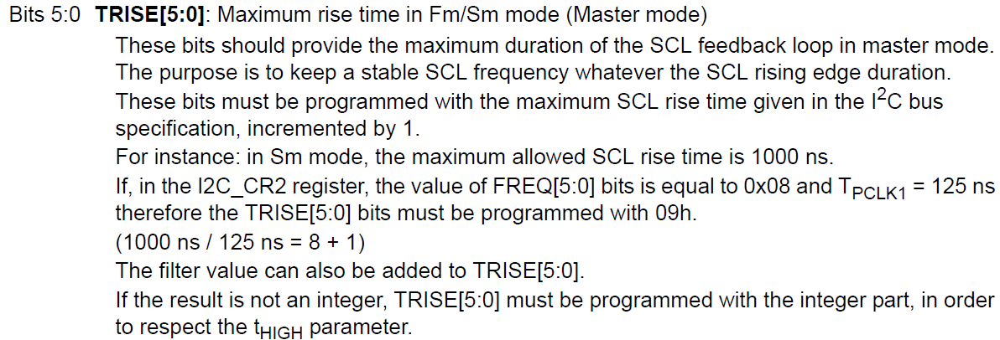 Bits 5:0 TRISE[5:0]: Maximum rise time in Fm/Sm mode (Master mode)
These bits should provide the maximum duration of the SCL feedback loop in master mode.
The purpose is to keep a stable SCL frequency whatever the SCL rising edge duration.
These bits must be programmed with the maximum SCL rise time given in the I²C bus
specification, incremented by 1.
For instance: in Sm mode, the maximum allowed SCL rise time is 1000 ns.
If, in the I2C_CR2 register, the value of FREQ[5:0] bits is equal to 0x08 and TPCLK1 = 125 ns
therefore the TRISE[5:0] bits must be programmed with 09h.
(1000 ns / 125 ns = 8 + 1)
The filter value can also be added to TRISE[5:0].
If the result is not an integer, TRISE[5:0] must be programmed with the integer part, in order
to respect the tHIGH parameter.